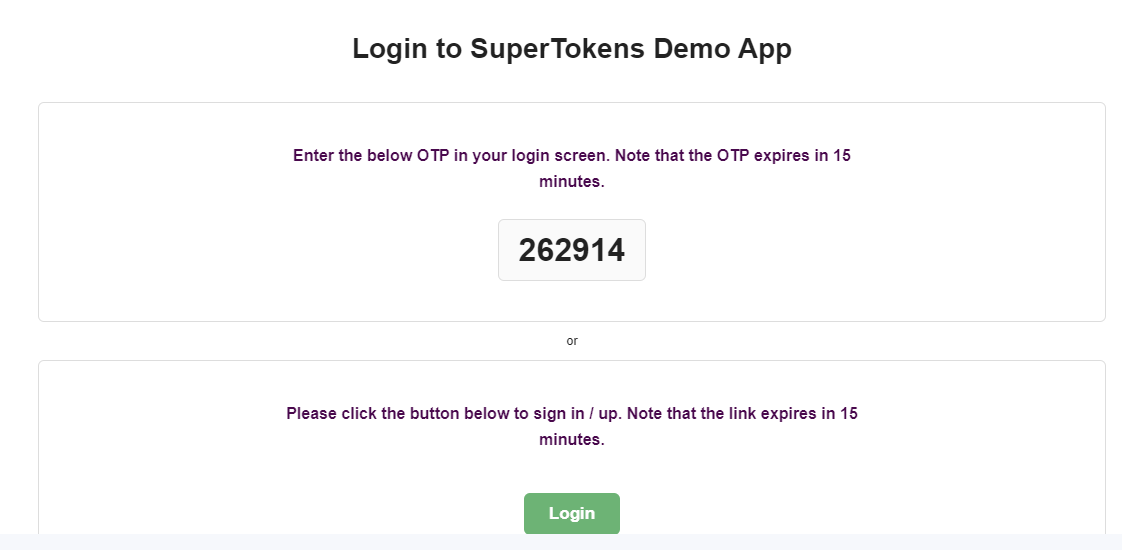 Login to SuperTokens Demo App
Enter the below OTP in your login screen. Note that the OTP expires in 15
minutes.
262914
or
Please click the button below to sign in / up. Note that the link expires in 15
minutes.
Login